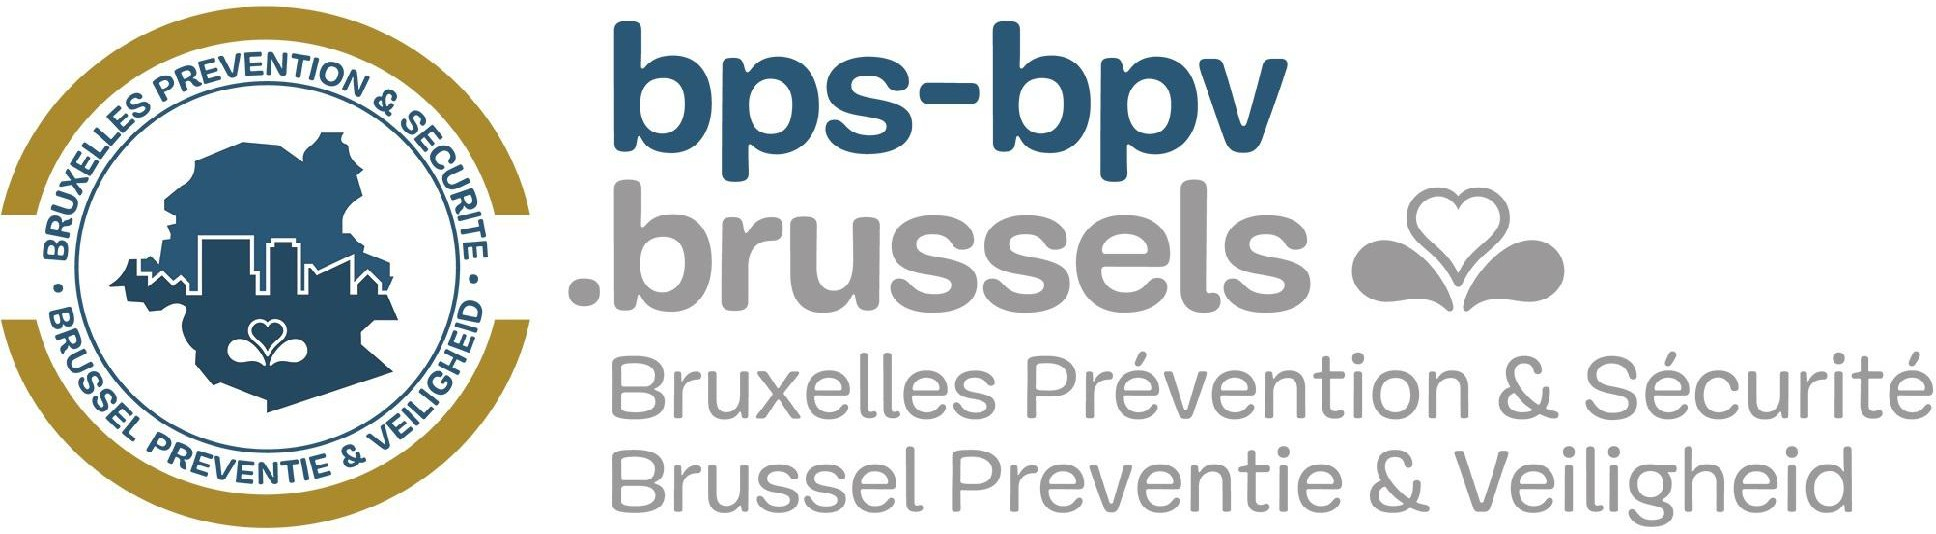 BRUXELLES PREVENTION & SECURITE
BRUSSEL PREVENTIE & VEILIGHEID
bps-bpv
.brussels
Bruxelles Prévention & Sécurité
Brussel Preventie & Veiligheid